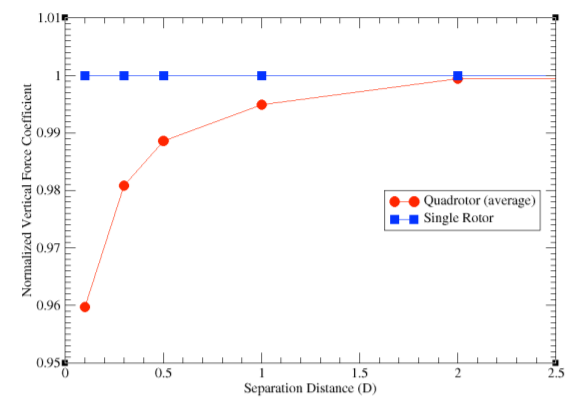 1.01
1
0.99
0.98
0.97
0.96
0.95
Normalized Vertical Force Coefficient
Quadrotor (average)
Single Rotor
0 0.5 1 1.5 2 2.5
Separation Distance (D)